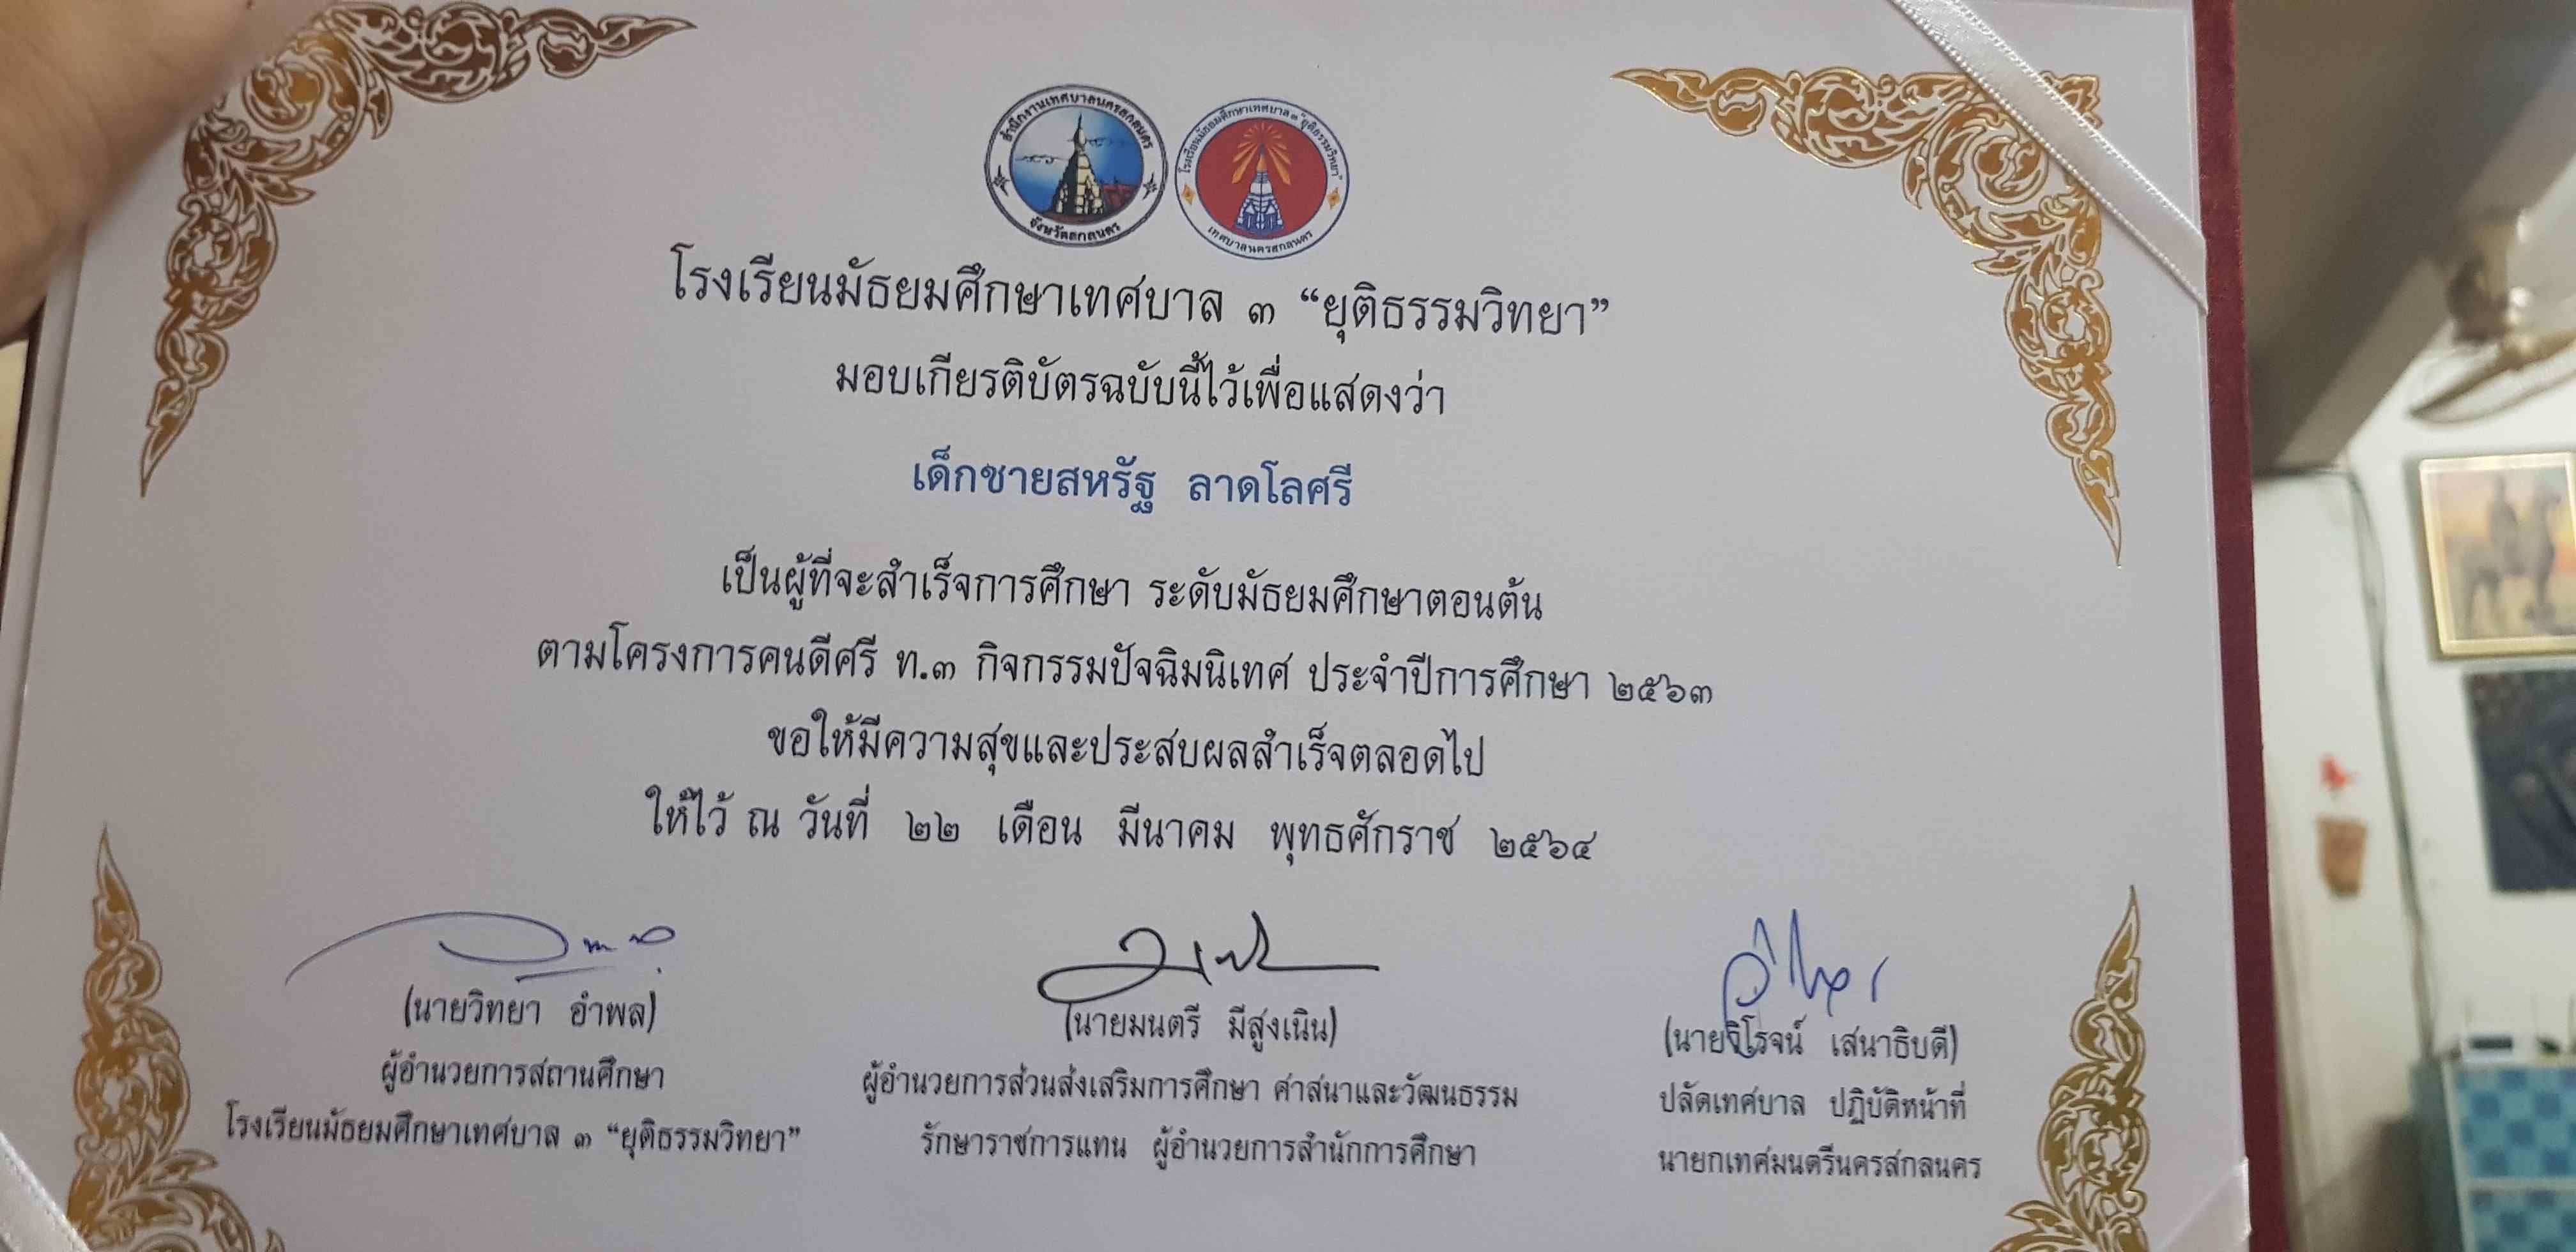 สำนักงานเทศบาลนครสกลนคร
จังหวัดสกลนคร
โรงเรียนมัธยมศึกษาเทศบาล ๓ "ยุติธรรมวิทยา"
เทศบาลนครสกลนคร
โรงเรียนมัธยมศึกษาเทศบาล ๓ “ยุติธรรมวิทยา”
มอบเกียรติบัตรฉบับนี้ไว้เพื่อแสดงว่า
เด็กชายสหรัฐ ลาดโลศรี
เป็นผู้ที่จะสำเร็จการศึกษา ระดับมัธยมศึกษาตอนต้น
ตามโครงการคนดีศรี ท.๓ กิจกรรมปัจฉิมนิเทศ ประจำปีการศึกษา ๒๕๖๓
ขอให้มีความสุขและประสบผลสำเร็จตลอดไป
ให้ไว้ ณ วันที่ ๒๒ เดือน มีนาคม พุทธศักราช ๒๕๖๔
(นายวิทยา อำพล)
ผู้อำนวยการสถานศึกษา
โรงเรียนมัธยมศึกษาเทศบาล ๓ “ยุติธรรมวิทยา”
(นายมนตรี มีสูงเนิน)
ผู้อำนวยการส่วนส่งเสริมการศึกษา ศาสนาและวัฒนธรรม
รักษาราชการแทน ผู้อำนวยการสำนักการศึกษา
(นายวิโรจน์ เสนาธิบดี)
ปลัดเทศบาล ปฏิบัติหน้าที่
นายกเทศมนตรีนครสกลนคร